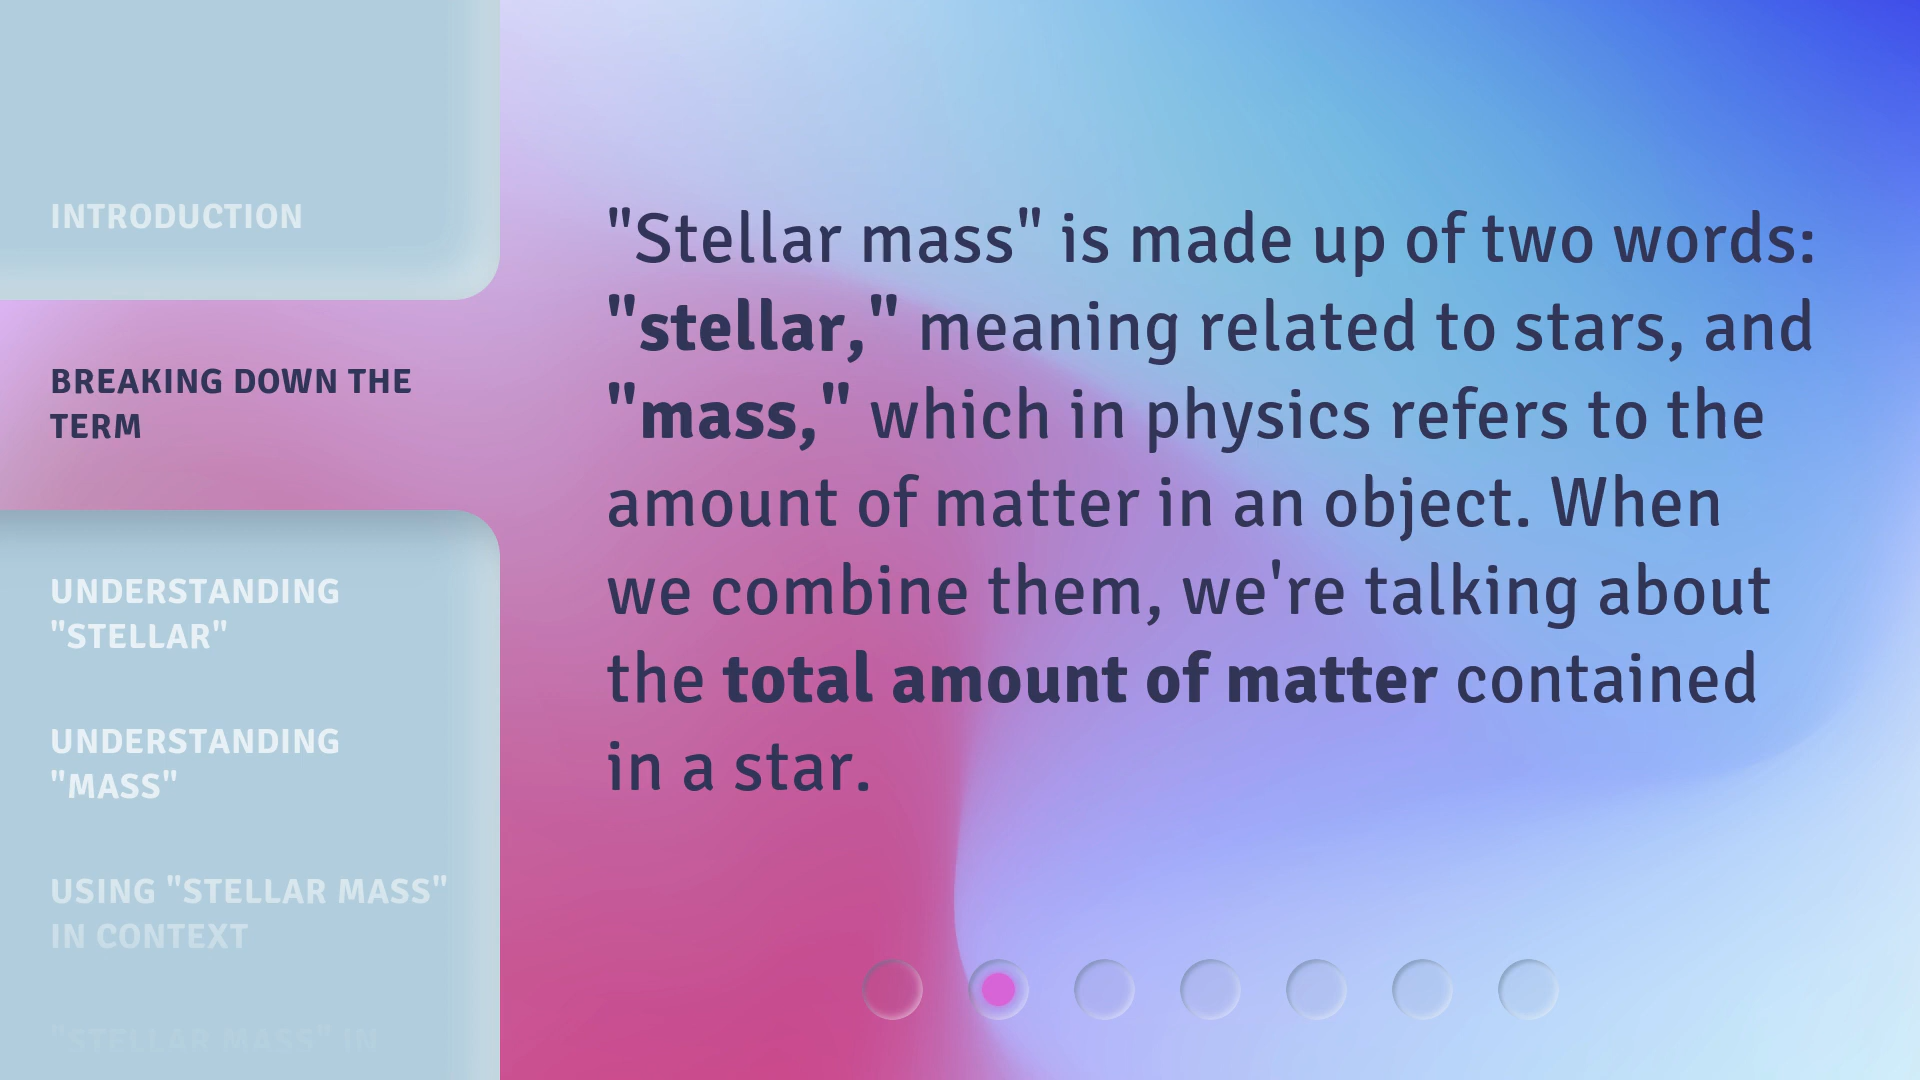 INTRODUCTION
BREAKING DOWN THE
TERM
UNDERSTANDING
"STELLAR"
UNDERSTANDING
"MASS"
USING "STELLAR MASS"
IN CONTEXT
"STELLAR MASS" IN
"Stellar mass" is made up of two words:
"stellar," meaning related to stars, and
"mass," which in physics refers to the
amount of matter in an object. When
we combine them, we're talking about
the total amount of matter contained
in a star.